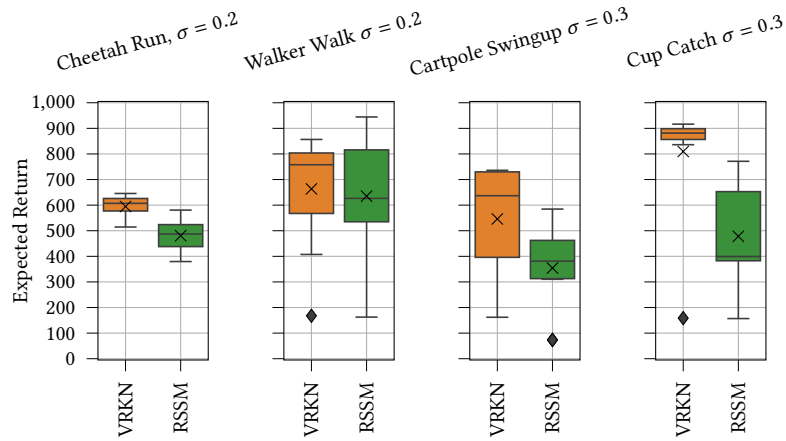 Cheetah Run, σ = 0.2
Walker Walk σ = 0.2
Cartpole Swingup σ = 0.3
Cup Catch σ = 0.3
Expected Return
1,000
900
800
700
600
500
400
300
200
100
0
VRKN
RSSM
VRKN
RSSM
VRKN
RSSM
VRKN
RSSM